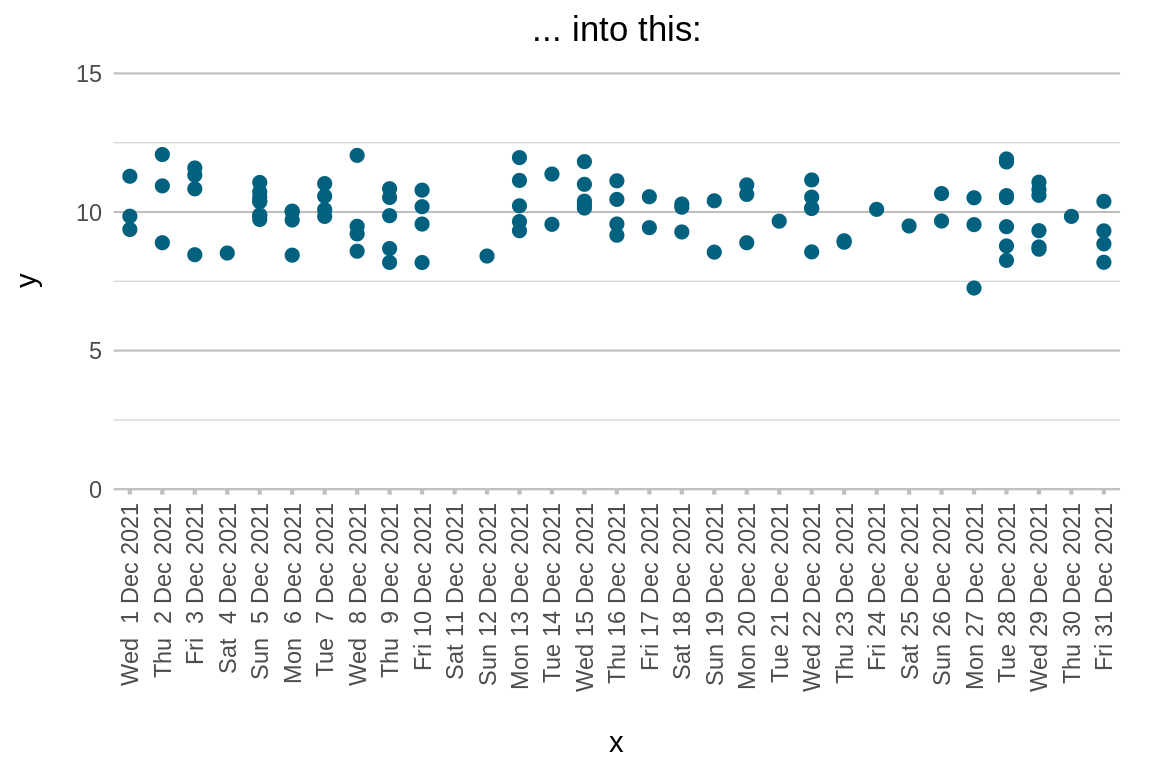 ... into this:
15
10
5
0
y
Wed  1 Dec 2021
Thu  2 Dec 2021
Fri  3 Dec 2021
Sat  4 Dec 2021
Sun  5 Dec 2021
Mon  6 Dec 2021
Tue  7 Dec 2021
Wed  8 Dec 2021
Thu  9 Dec 2021
Fri 10 Dec 2021
Sat 11 Dec 2021
Sun 12 Dec 2021
Mon 13 Dec 2021
Tue 14 Dec 2021
Wed 15 Dec 2021
Thu 16 Dec 2021
Fri 17 Dec 2021
Sat 18 Dec 2021
Sun 19 Dec 2021
Mon 20 Dec 2021
Tue 21 Dec 2021
Wed 22 Dec 2021
Thu 23 Dec 2021
Fri 24 Dec 2021
Sat 25 Dec 2021
Sun 26 Dec 2021
Mon 27 Dec 2021
Tue 28 Dec 2021
Wed 29 Dec 2021
Thu 30 Dec 2021
Fri 31 Dec 2021
x